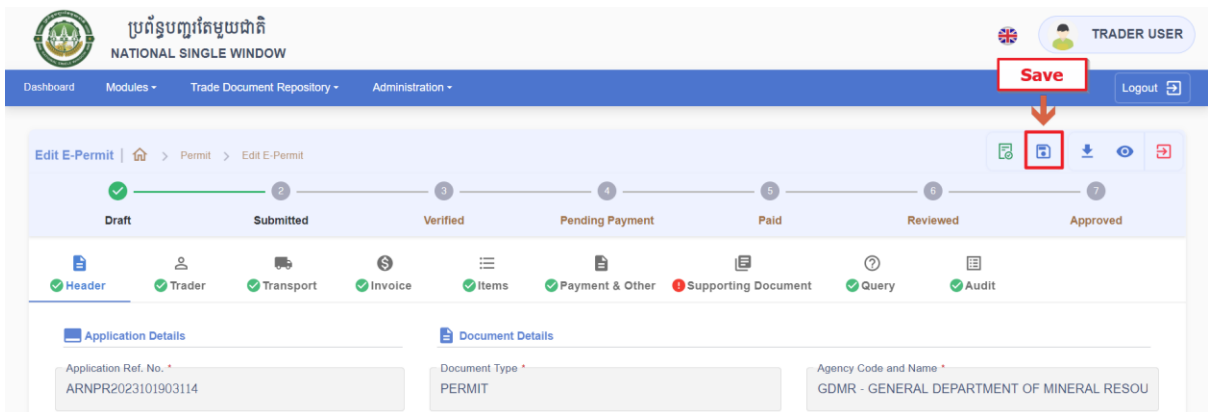 ប្រព័ន្ធបញ្ជរតែមួយជាតិ
NATIONAL SINGLE WINDOW
TRADER USER
Save
Dashboard Modules Trade Document Repository Administration Logout
Edit E-Permit | > Permit > Edit E-Permit
2 3 4 5 6 7
Draft Submitted Verified Pending Payment Paid Reviewed Approved
Header Trader Transport Invoice Items Payment & Other Supporting Document Query Audit
Application Details Document Details
Application Ref. No. * Document Type * Agency Code and Name *
ARNPR2023101903114 PERMIT GDMR - GENERAL DEPARTMENT OF MINERAL RESOU